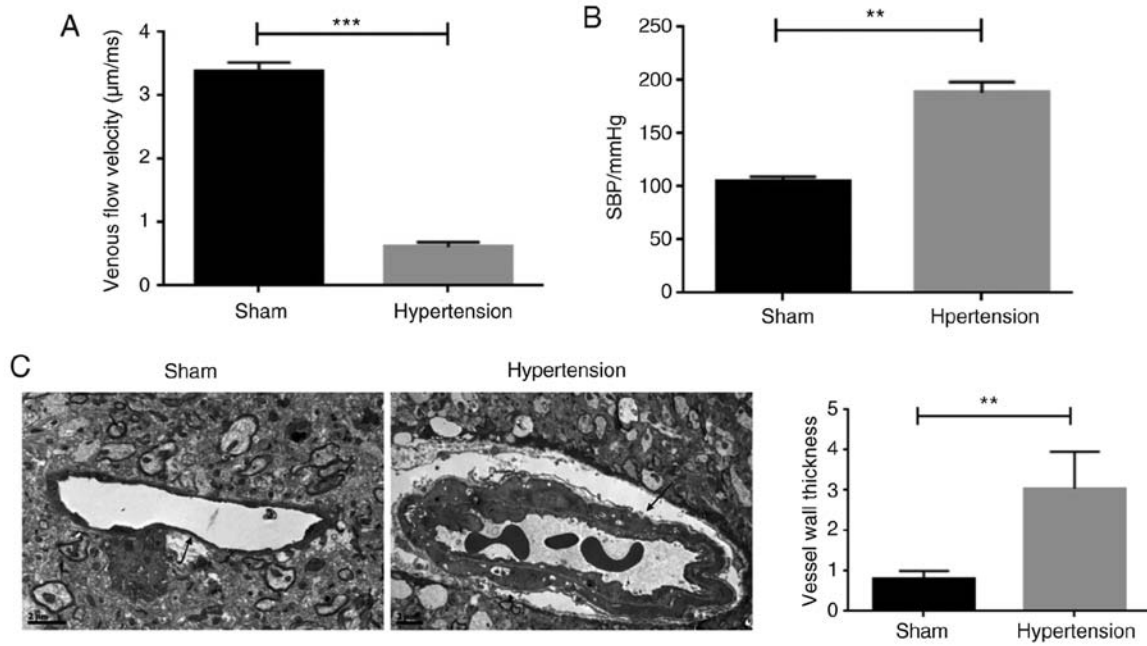 A
Venous flow velocity (µm/ms)
4
3
2
1
0
***
Sham
Hypertension
B
SBP/mmHg
250
200
150
100
50
0
**
Sham
Hpertension
C
Sham
Hypertension
Vessel wall thickness
5
4
3
2
1
0
**
Sham
Hypertension